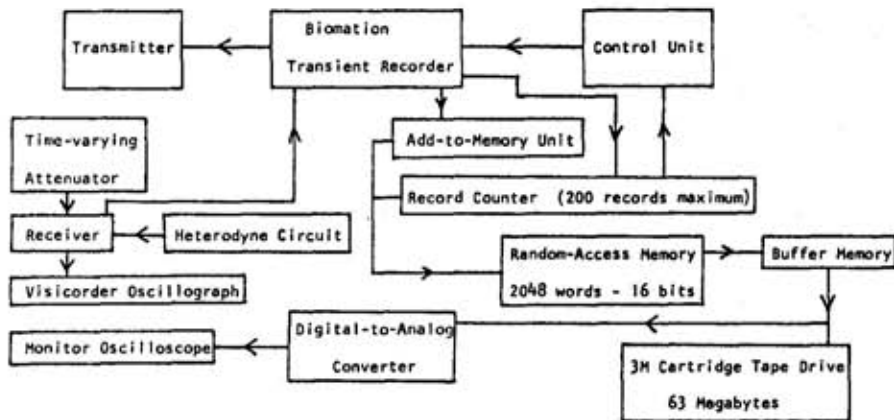 Transmitter
Biomation
Transient Recorder
Control Unit
Time-varying
Attenuator
Add-to-Memory Unit
Record Counter (200 records maximum)
Receiver
Heterodyne Circuit
Random-Access Memory
2048 words - 16 bits
Buffer Memory
Visicorder Oscillograph
Monitor Oscilloscope
Digital-to-Analog
Converter
3M Cartridge Tape Drive
63 Megabytes